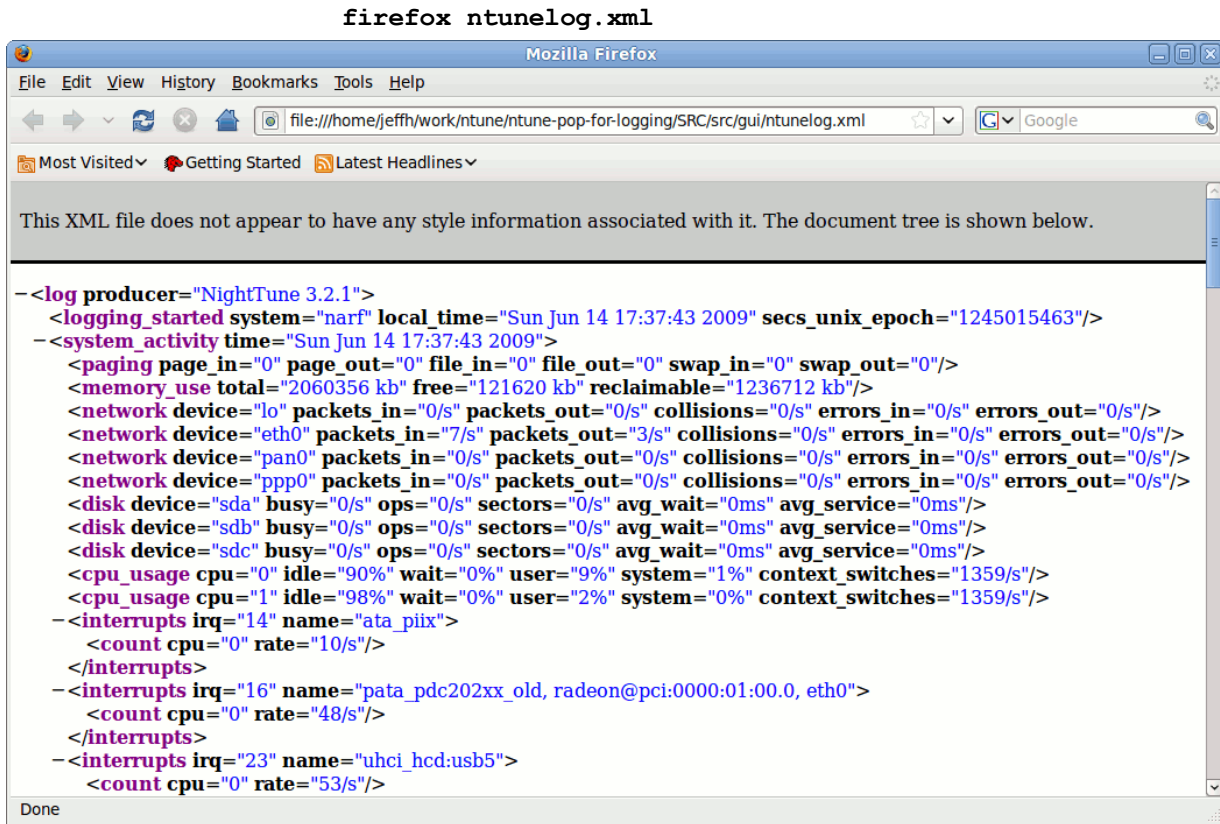 firefox ntunelog.xml
Mozilla Firefox
File Edit View History Bookmarks Tools Help
file:///home/jeffh/work/ntune/ntune-pop-for-logging/SRC/src/gui/ntunelog.xml G Google
Most Visited Getting Started Latest Headlines
This XML file does not appear to have any style information associated with it. The document tree is shown below.
−<log producer="NightTune 3.2.1">
<logging_started system="narf" local_time="Sun Jun 14 17:37:43 2009" secs_unix_epoch="1245015463"/>
−<system_activity time="Sun Jun 14 17:37:43 2009">
<paging page_in="0" page_out="0" file_in="0" file_out="0" swap_in="0" swap_out="0"/>
<memory_use total="2060356 kb" free="121620 kb" reclaimable="1236712 kb"/>
<network device="lo" packets_in="0/s" packets_out="0/s" collisions="0/s" errors_in="0/s" errors_out="0/s"/>
<network device="eth0" packets_in="7/s" packets_out="3/s" collisions="0/s" errors_in="0/s" errors_out="0/s"/>
<network device="pan0" packets_in="0/s" packets_out="0/s" collisions="0/s" errors_in="0/s" errors_out="0/s"/>
<network device="ppp0" packets_in="0/s" packets_out="0/s" collisions="0/s" errors_in="0/s" errors_out="0/s"/>
<disk device="sda" busy="0/s" ops="0/s" sectors="0/s" avg_wait="0ms" avg_service="0ms"/>
<disk device="sdb" busy="0/s" ops="0/s" sectors="0/s" avg_wait="0ms" avg_service="0ms"/>
<disk device="sdc" busy="0/s" ops="0/s" sectors="0/s" avg_wait="0ms" avg_service="0ms"/>
<cpu_usage cpu="0" idle="90%" wait="0%" user="9%" system="1%" context_switches="1359/s"/>
<cpu_usage cpu="1" idle="98%" wait="0%" user="2%" system="0%" context_switches="1359/s"/>
−<interrupts irq="14" name="ata_piix">
<count cpu="0" rate="10/s"/>
</interrupts>
−<interrupts irq="16" name="pata_pdc202xx_old, radeon@pci:0000:01:00.0, eth0">
<count cpu="0" rate="48/s"/>
</interrupts>
−<interrupts irq="23" name="uhci_hcd:usb5">
<count cpu="0" rate="53/s"/>
Done